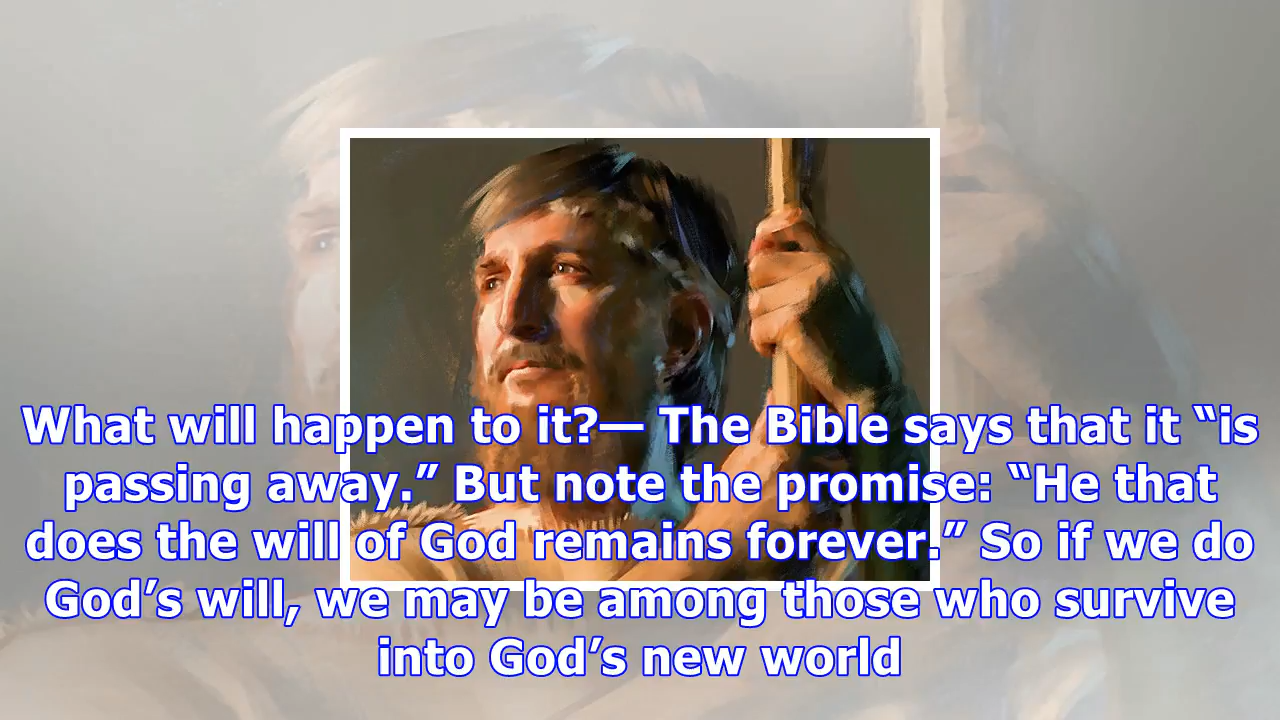 What will happen to it?— The Bible says that it “is
passing away.” But note the promise: “He that
does the will of God remains forever.” So if we do
God’s will, we may be among those who survive
into God’s new world